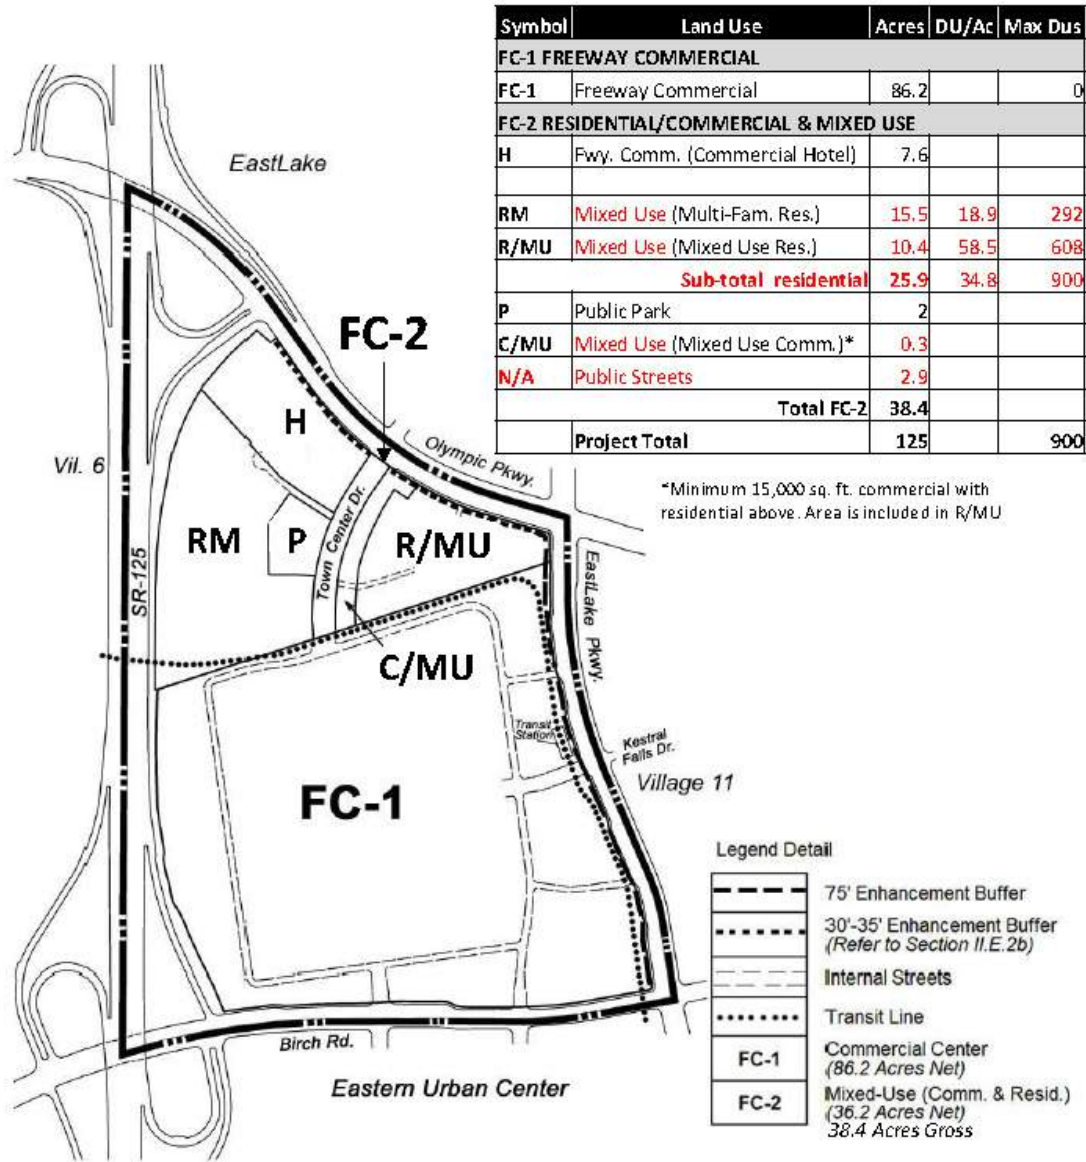 Symbol Land Use Acres DU/Ac Max Dus
FC-1 FREEWAY COMMERCIAL
FC-1 Freeway Commercial 86.2 0
FC-2 RESIDENTIAL/COMMERCIAL & MIXED USE
H Fwy. Comm. (Commercial Hotel) 7.6
RM Mixed Use (Multi-Fam. Res.) 15.5 18.9 292
R/MU Mixed Use (Mixed Use Res.) 10.4 58.5 608
Sub-total residential 25.9 34.8 900
P Public Park 2
C/MU Mixed Use (Mixed Use Comm.)* 0.3
N/A Public Streets 2.9
Total FC-2 38.4
Project Total 125 900
*Minimum 15,000 sq. ft. commercial with
residential above. Area is included in R/MU
EastLake
FC-2
H
Olympic Pkwy.
Vil. 6
Town Center Dr.
RM
P
R/MU
SR-125
EastLake Pkwy.
C/MU
Transit
Station
Kestral
Falls Dr.
Village 11
FC-1
Birch Rd.
Eastern Urban Center
Legend Detail
75' Enhancement Buffer
30'-35' Enhancement Buffer
(Refer to Section II.E.2b)
Internal Streets
Transit Line
FC-1 Commercial Center
(86.2 Acres Net)
FC-2 Mixed-Use (Comm. & Resid.)
(36.2 Acres Net)
38.4 Acres Gross